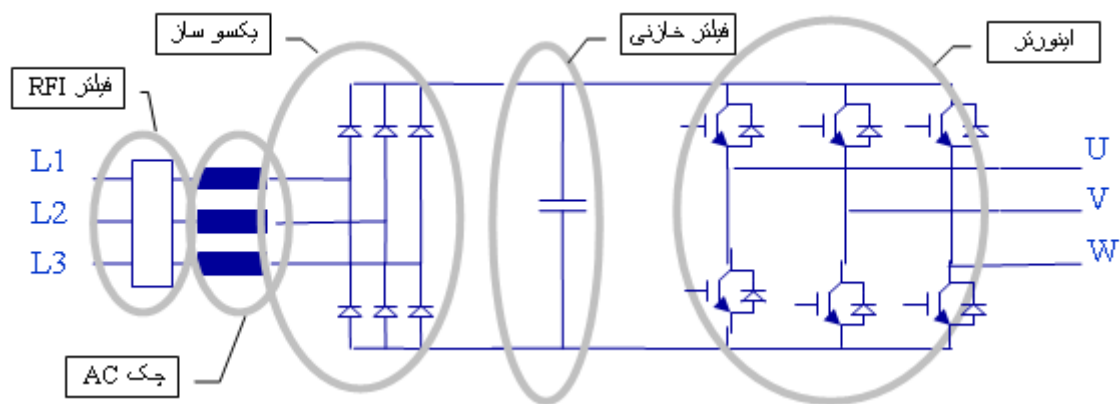 یکسو ساز
فیلتر خازنی
اینورتر
فیلتر RFI
L1
L2
L3
U
V
W
چک AC